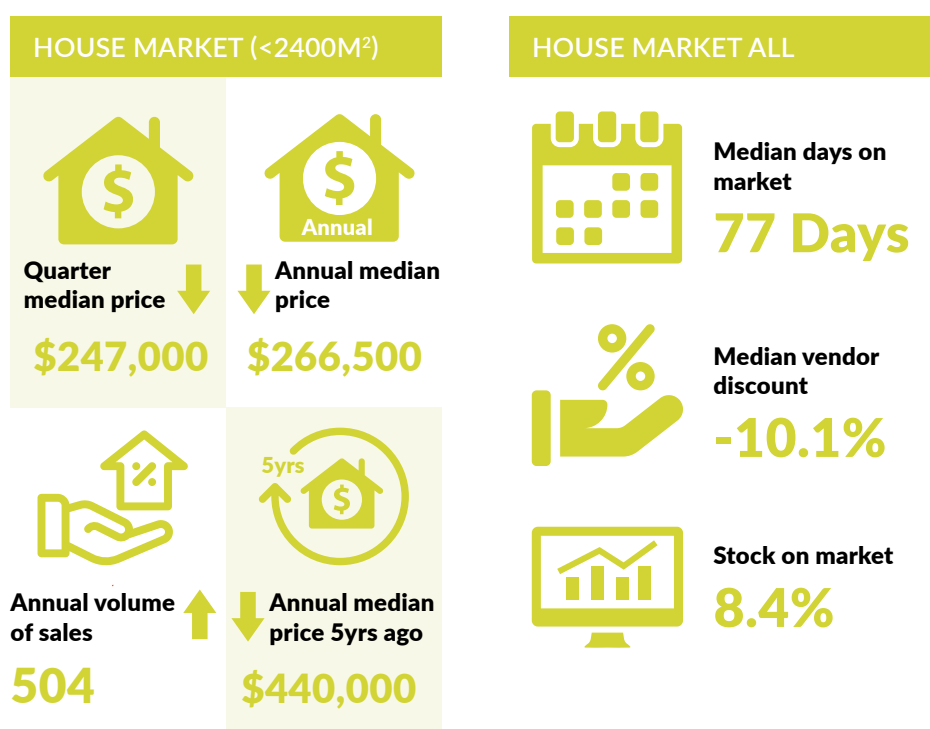 HOUSE MARKET (<2400M²)
Annual
Quarter
median price
$247,000
Annual median
price
$266,500
Annual volume
of sales
504
5yrs
Annual median
price 5yrs ago
$440,000
HOUSE MARKET ALL
Median days on
market
77 Days
Median vendor
discount
-10.1%
Stock on market
8.4%